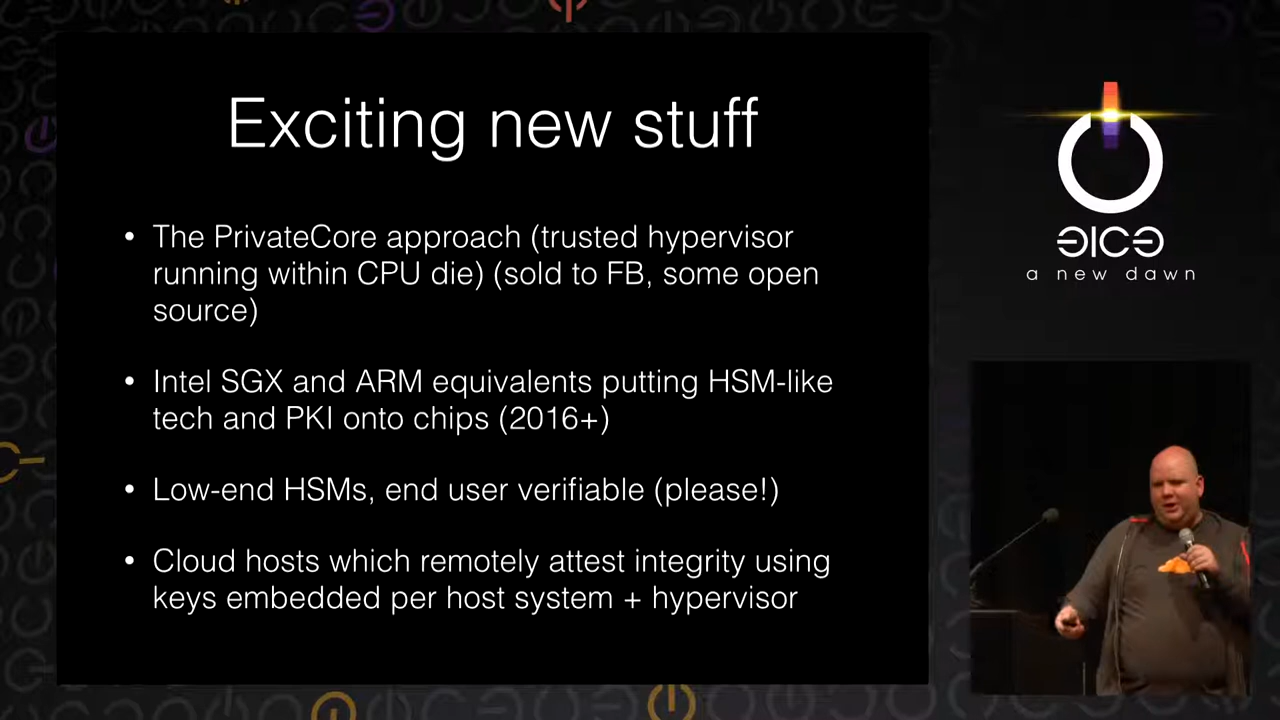 Exciting new stuff
• The PrivateCore approach (trusted hypervisor
running within CPU die) (sold to FB, some open
source)
• Intel SGX and ARM equivalents putting HSM-like
tech and PKI onto chips (2016+)
• Low-end HSMs, end user verifiable (please!)
• Cloud hosts which remotely attest integrity using
keys embedded per host system + hypervisor
a new dawn